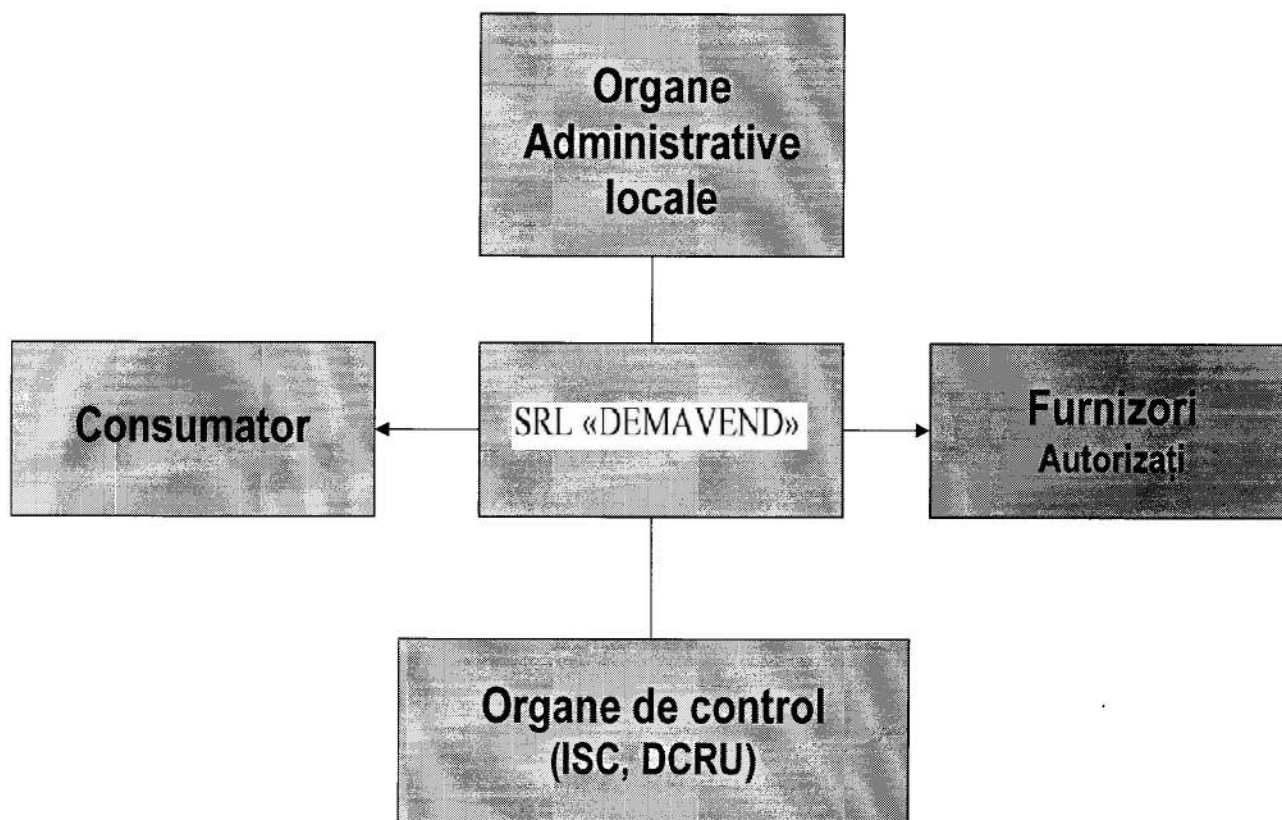 Organe
Administrative
locale
Consumator
SRL «DEMAVEND»
Furnizori
Autorizați
Organe de control
(ISC, DCRU)